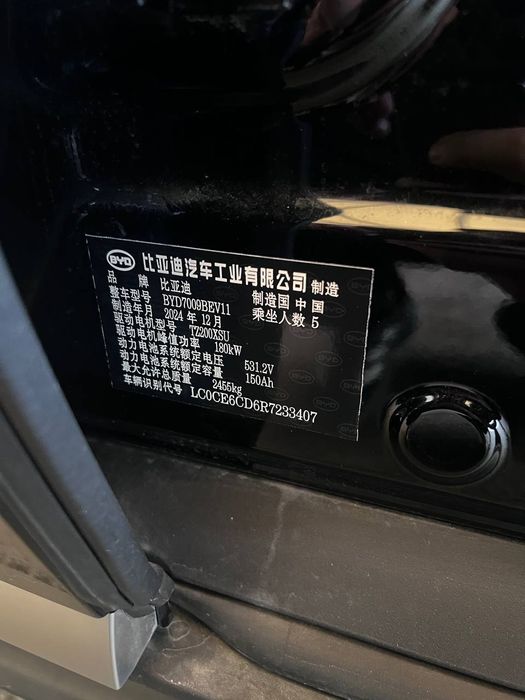 BYD 比亚迪汽车工业有限公司 制造
品牌 比亚迪 制造国 中国
整车型号 BYD7009BEV11 乘坐人数 5
制造年月 2024 年 12 月
驱动电机型号 TZ200XSU
驱动电机峰值功率 180kW
动力电池系统额定电压 531.2V
动力电池系统额定容量 150Ah
最大允许总质量 2455kg
车辆识别代号 LC0CE6CD6R7233407